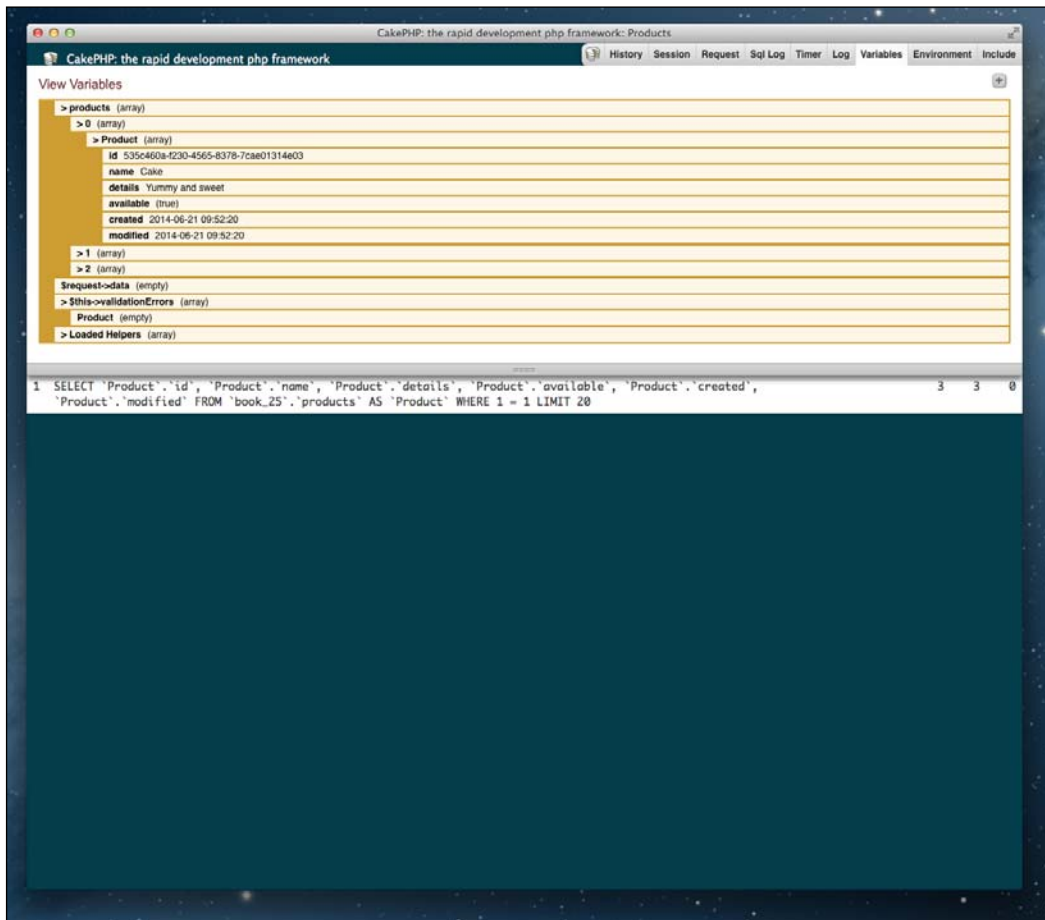 CakePHP: the rapid development php framework: Products
CakePHP: the rapid development php framework
History Session Request Sql Log Timer Log Variables Environment Include
View Variables
> products (array)
> 0 (array)
> Product (array)
id 535c460a-f230-4565-8378-7cae01314e03
name Cake
details Yummy and sweet
available (true)
created 2014-06-21 09:52:20
modified 2014-06-21 09:52:20
> 1 (array)
> 2 (array)
$request->data (empty)
> $this->validationErrors (array)
Product (empty)
> Loaded Helpers (array)
1 SELECT `Product`.`id`, `Product`.`name`, `Product`.`details`, `Product`.`available`, `Product`.`created`, 3 3 0
`Product`.`modified` FROM `book_25`.`products` AS `Product` WHERE 1 = 1 LIMIT 20